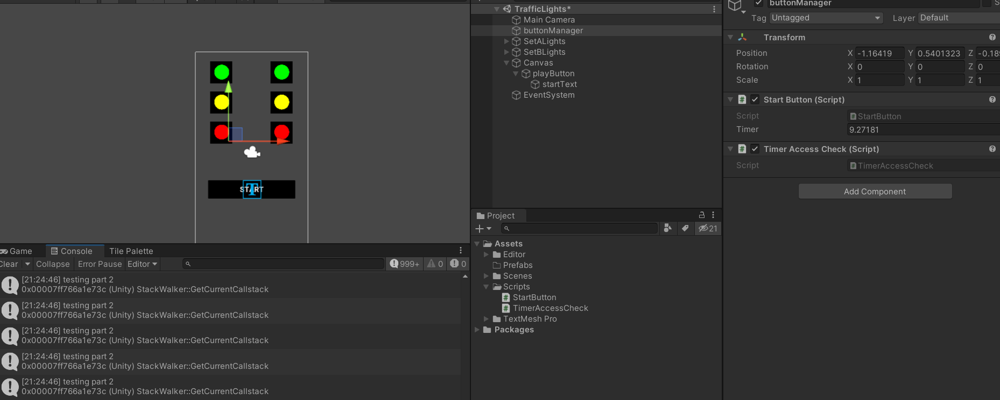 START
Game
Console
Tile Palette
Clear
Collapse
Error Pause
Editor
999+
0
0
[21:24:46] testing part 2
0x00007ff766a1e73c (Unity) StackWalker::GetCurrentCallstack
[21:24:46] testing part 2
0x00007ff766a1e73c (Unity) StackWalker::GetCurrentCallstack
[21:24:46] testing part 2
0x00007ff766a1e73c (Unity) StackWalker::GetCurrentCallstack
[21:24:46] testing part 2
0x00007ff766a1e73c (Unity) StackWalker::GetCurrentCallstack
[21:24:46] testing part 2
0x00007ff766a1e73c (Unity) StackWalker::GetCurrentCallstack
TrafficLights*
Main Camera
buttonManager
SetALights
SetBLights
Canvas
playButton
startText
EventSystem
Project
21
Assets
Editor
Prefabs
Scenes
Scripts
StartButton
TimerAccessCheck
TextMesh Pro
Packages
buttonManager
Tag Untagged Layer Default
Transform
Position X -1.16419 Y 0.5401323 Z -0.18
Rotation X 0 Y 0 Z 0
Scale X 1 Y 1 Z 1
Start Button (Script)
Script StartButton
Timer 9.27181
Timer Access Check (Script)
Script TimerAccessCheck
Add Component